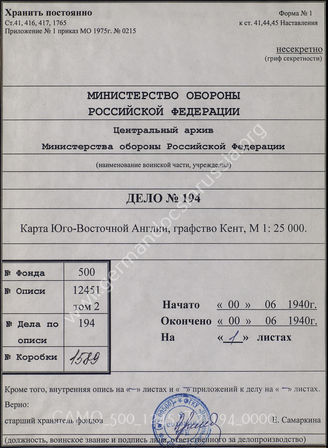 Хранить постоянно
Форма № 1
Ст.41, 416, 417, 1765
к ст. 41,44,45 Наставления
Приложение № 1 приказ МО 1975г. № 0215
несекретно
(гриф секретности)
МИНИСТЕРСТВО ОБОРОНЫ
РОССИЙСКОЙ ФЕДЕРАЦИИ
Центральный архив
Министерства обороны Российской Федерации
(наименование воинской части, учреждения)
ДЕЛО № 194
Карта Юго-Восточной Англии, графство Кент, М 1: 25 000.
№ Фонда 500
№ Описи 12451
том 2
№ Дела по описи 194
№ Коробки 1589
Начато « 00 » 06 1940г.
Окончено « 00 » 06 1940г.
На « 1 » листах
Кроме того, внутренняя опись на «—» листах и «—» приложений к делу на «—» листах.
Верно:
старший хранитель фондов Е. Самаркина
(должность, воинское звание и подпись лица, ответственного за делопроизводство)
www.germandocsinrussia.org